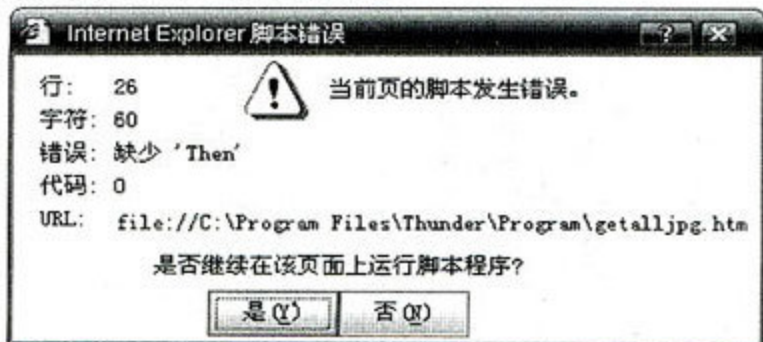 Internet Explorer 脚本错误
当前页的脚本发生错误。
行: 26
字符: 60
错误: 缺少 'Then'
代码: 0
URL: file://C:\Program Files\Thunder\Program\getalljpg.htm
是否继续在该页面上运行脚本程序?
是(Y) 否(N)